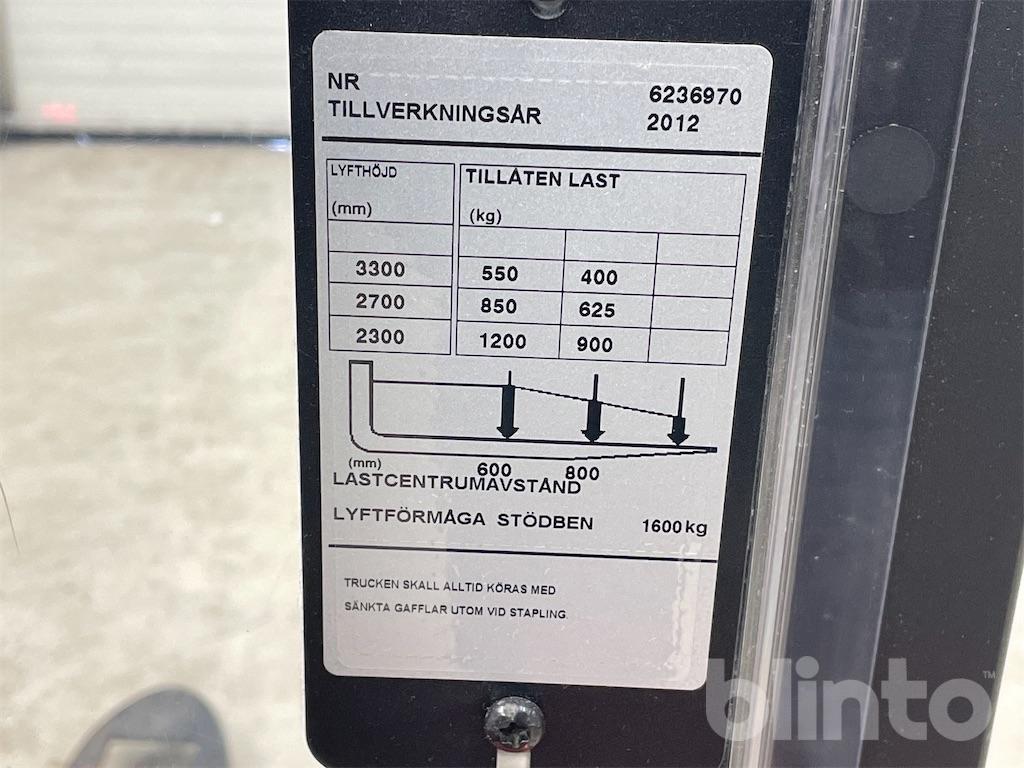 NR 6236970
TILLVERKNINGSÅR 2012
LYFTHÖJD TILLÅTEN LAST
(mm) (kg)
3300 550 400
2700 850 625
2300 1200 900
(mm) 600 800
LASTCENTRUMAVSTÅND
LYFTFÖRMÅGA STÖDBEN 1600 kg
TRUCKEN SKALL ALLTID KÖRAS MED
SÄNKTA GAFFLAR UTOM VID STAPLING.
blinto™